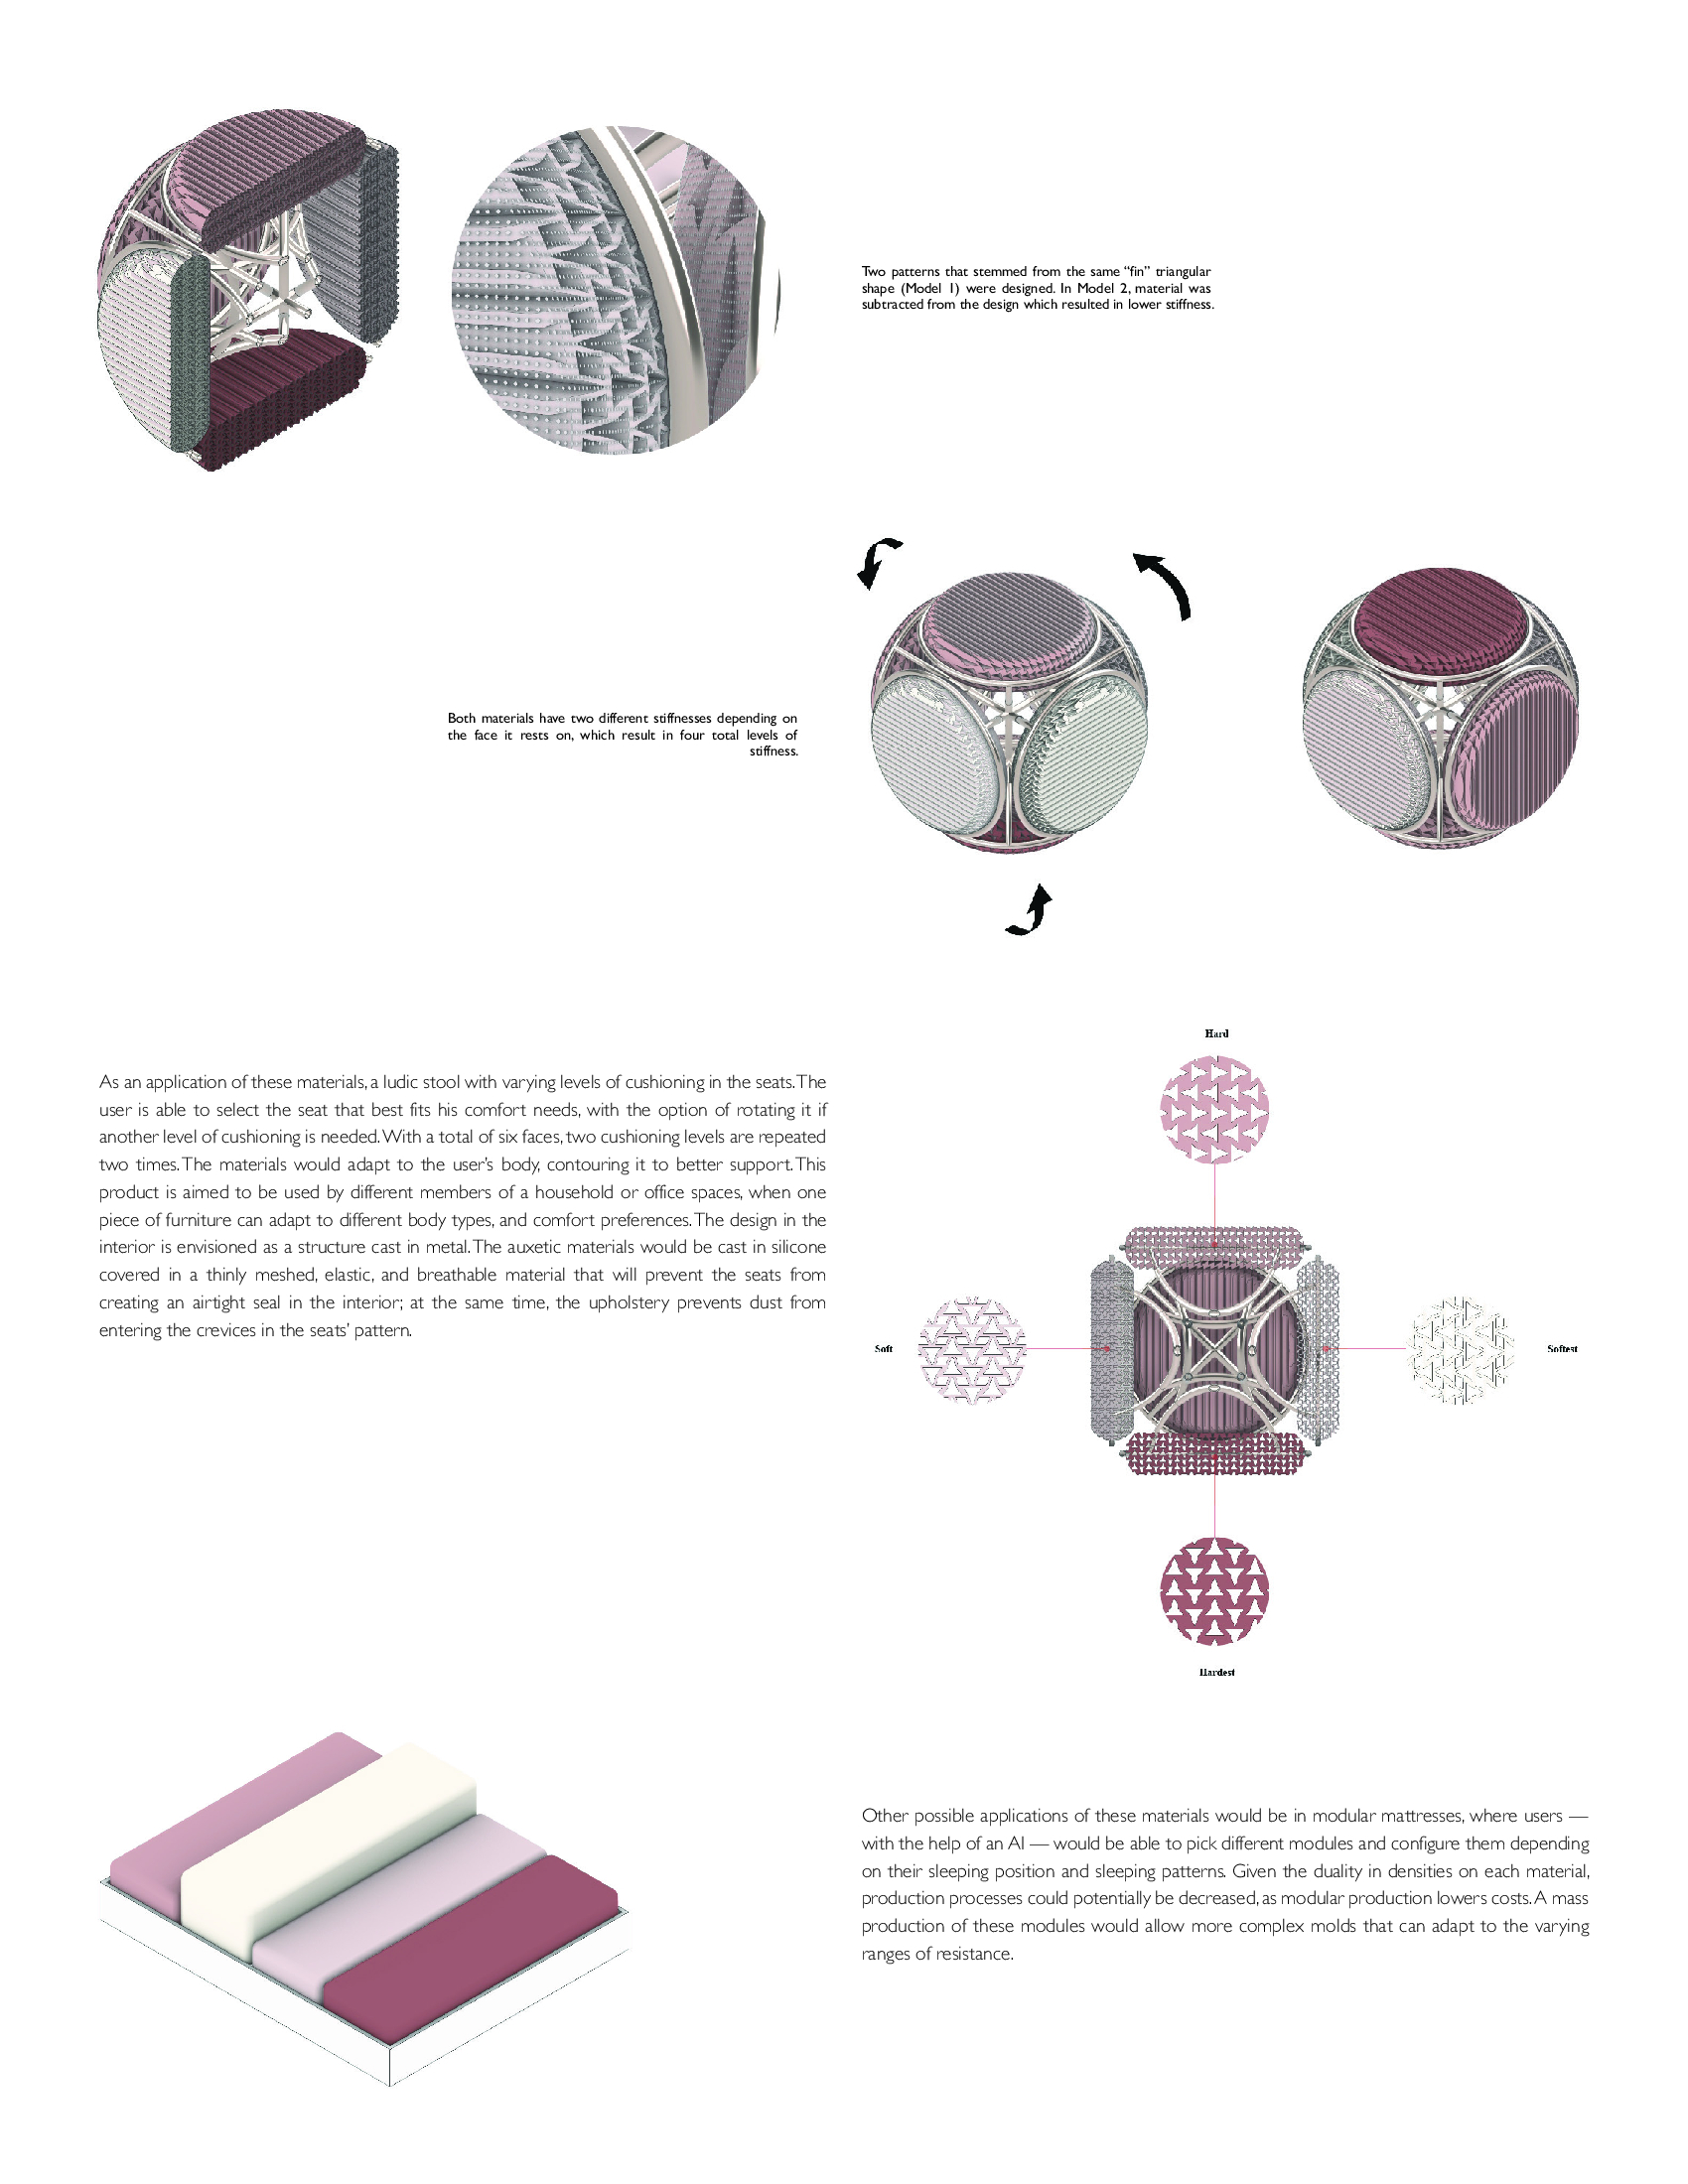 Two patterns that stemmed from the same “fin” triangular
shape (Model 1) were designed. In Model 2, material was
subtracted from the design which resulted in lower stiffness.
Both materials have two different stiffnesses depending on
the face it rests on, which result in four total levels of
stiffness.
As an application of these materials, a ludic stool with varying levels of cushioning in the seats. The
user is able to select the seat that best fits his comfort needs, with the option of rotating it if
another level of cushioning is needed. With a total of six faces, two cushioning levels are repeated
two times. The materials would adapt to the user’s body, contouring it to better support. This
product is aimed to be used by different members of a household or office spaces, when one
piece of furniture can adapt to different body types, and comfort preferences. The design in the
interior is envisioned as a structure cast in metal. The auxetic materials would be cast in silicone
covered in a thinly meshed, elastic, and breathable material that will prevent the seats from
creating an airtight seal in the interior; at the same time, the upholstery prevents dust from
entering the crevices in the seats’ pattern.
Hard
Soft
Softest
Hardest
Other possible applications of these materials would be in modular mattresses, where users —
with the help of an AI — would be able to pick different modules and configure them depending
on their sleeping position and sleeping patterns. Given the duality in densities on each material,
production processes could potentially be decreased, as modular production lowers costs. A mass
production of these modules would allow more complex molds that can adapt to the varying
ranges of resistance.